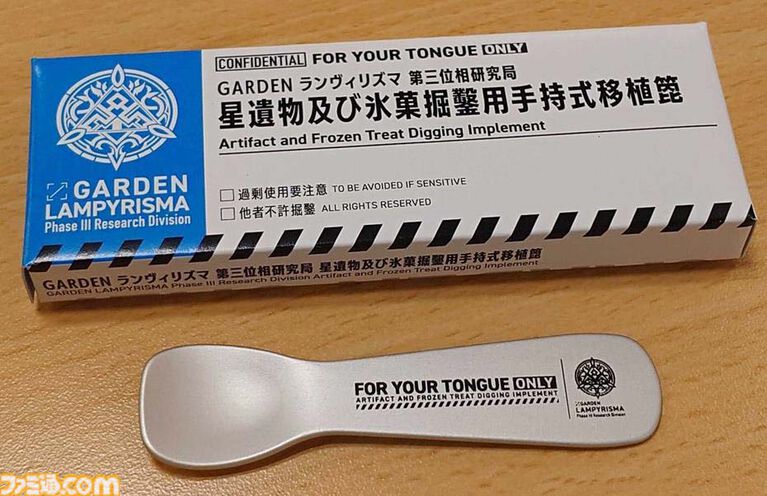 CONFIDENTIAL FOR YOUR TONGUE ONLY
GARDEN ランヴィリズマ 第三位相研究局
星遺物及び氷菓掘鑿用手持式移植箆
Artifact and Frozen Treat Digging Implement
過剰使用要注意 TO BE AVOIDED IF SENSITIVE
他者不許掘鑿 ALL RIGHTS RESERVED
GARDEN
LAMPYRISMA
Phase III Research Division
GARDEN ランヴィリズマ 第三位相研究局 星遺物及び氷菓掘鑿用手持式移植箆
GARDEN LAMPYRISMA Phase III Research Division Artifact and Frozen Treat Digging Implement
FOR YOUR TONGUE ONLY
ARTIFACT AND FROZEN TREAT DIGGING IMPLEMENT
GARDEN
LAMPYRISMA
Phase III Research Division
ファミ通.com